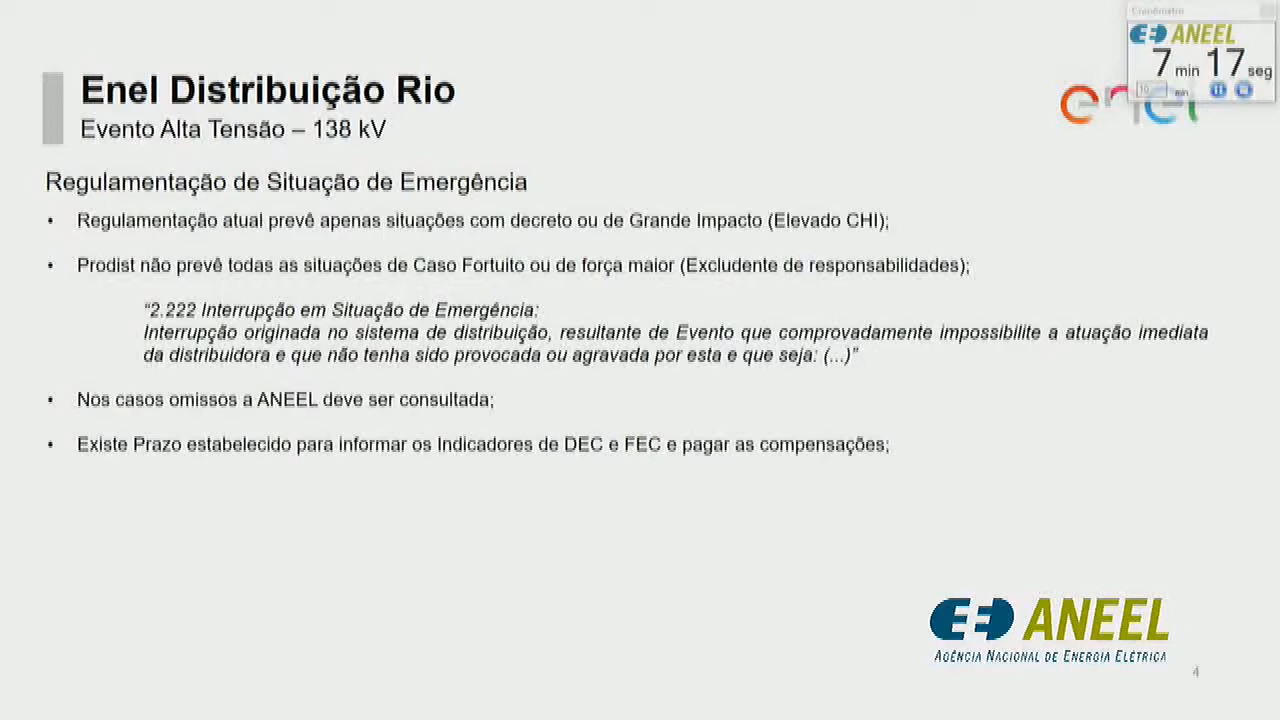 Cronômetro
ANEEL
7 min 17 seg
10 min
enel
Enel Distribuição Rio
Evento Alta Tensão – 138 kV
Regulamentação de Situação de Emergência
• Regulamentação atual prevê apenas situações com decreto ou de Grande Impacto (Elevado CHI);
• Prodist não prevê todas as situações de Caso Fortuito ou de força maior (Excludente de responsabilidades);
“2.222 Interrupção em Situação de Emergência:
Interrupção originada no sistema de distribuição, resultante de Evento que comprovadamente impossibilite a atuação imediata
da distribuidora e que não tenha sido provocada ou agravada por esta e que seja: (...)”
• Nos casos omissos a ANEEL deve ser consultada;
• Existe Prazo estabelecido para informar os Indicadores de DEC e FEC e pagar as compensações;
ANEEL
AGÊNCIA NACIONAL DE ENERGIA ELÉTRICA
4